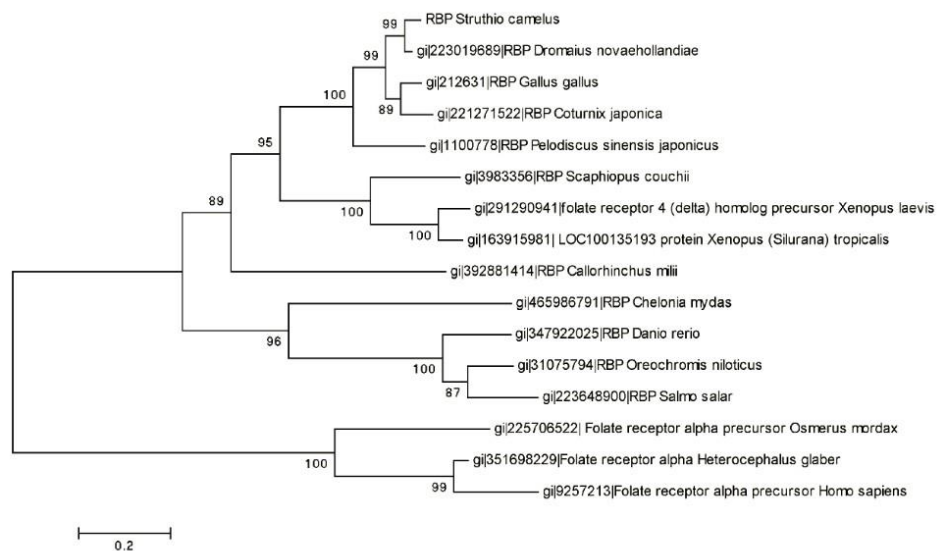 RBP Struthio camelus
99
gi|223019689|RBP Dromaius novaehollandiae
99
gi|212631|RBP Gallus gallus
89
gi|221271522|RBP Coturnix japonica
100
gi|1100778|RBP Pelodiscus sinensis japonicus
95
gi|3983356|RBP Scaphiopus couchii
100
gi|291290941|folate receptor 4 (delta) homolog precursor Xenopus laevis
100
gi|163915981| LOC100135193 protein Xenopus (Silurana) tropicalis
89
gi|392881414|RBP Callorhinchus milii
gi|465986791|RBP Chelonia mydas
96
gi|347922025|RBP Danio rerio
100
gi|31075794|RBP Oreochromis niloticus
87
gi|223648900|RBP Salmo salar
gi|225706522| Folate receptor alpha precursor Osmerus mordax
100
gi|351698229|Folate receptor alpha Heterocephalus glaber
99
gi|9257213|Folate receptor alpha precursor Homo sapiens
0.2